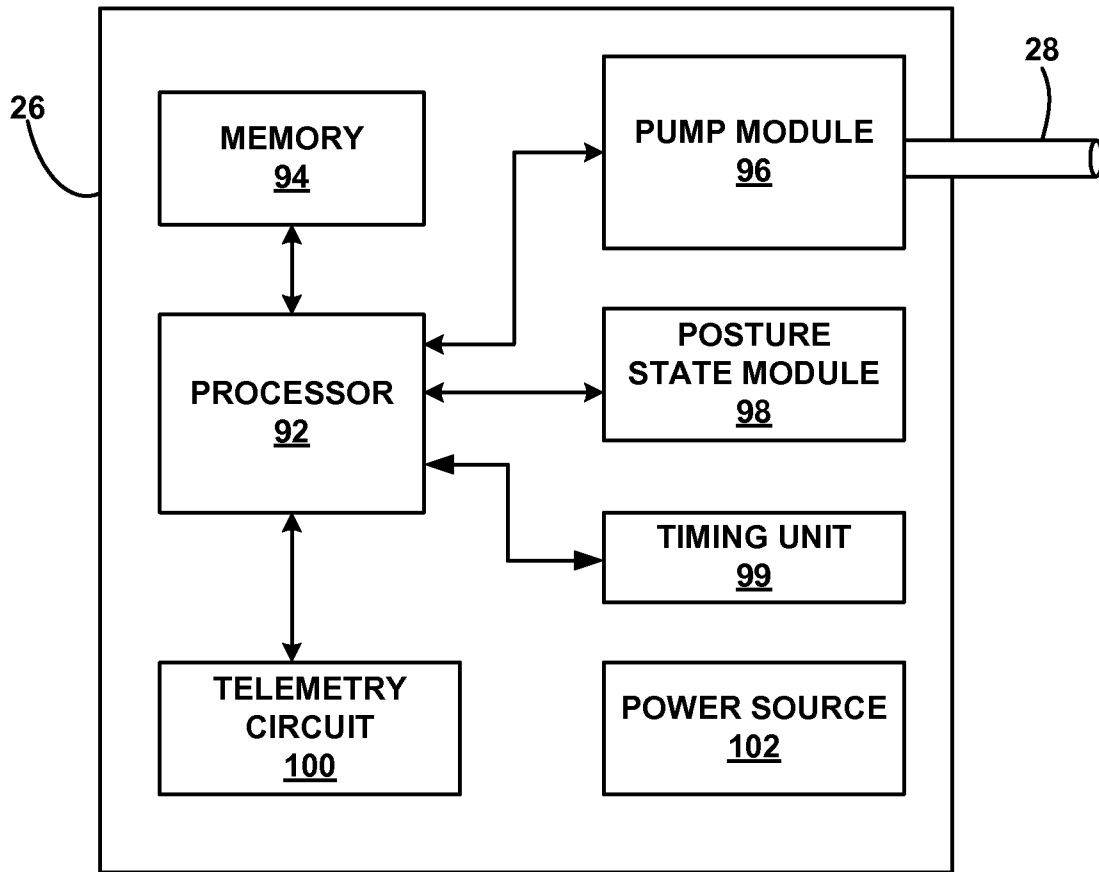 28
26
MEMORY
94
PUMP MODULE
96
PROCESSOR
92
POSTURE
STATE MODULE
98
TIMING UNIT
99
TELEMETRY
CIRCUIT
100
POWER SOURCE
102